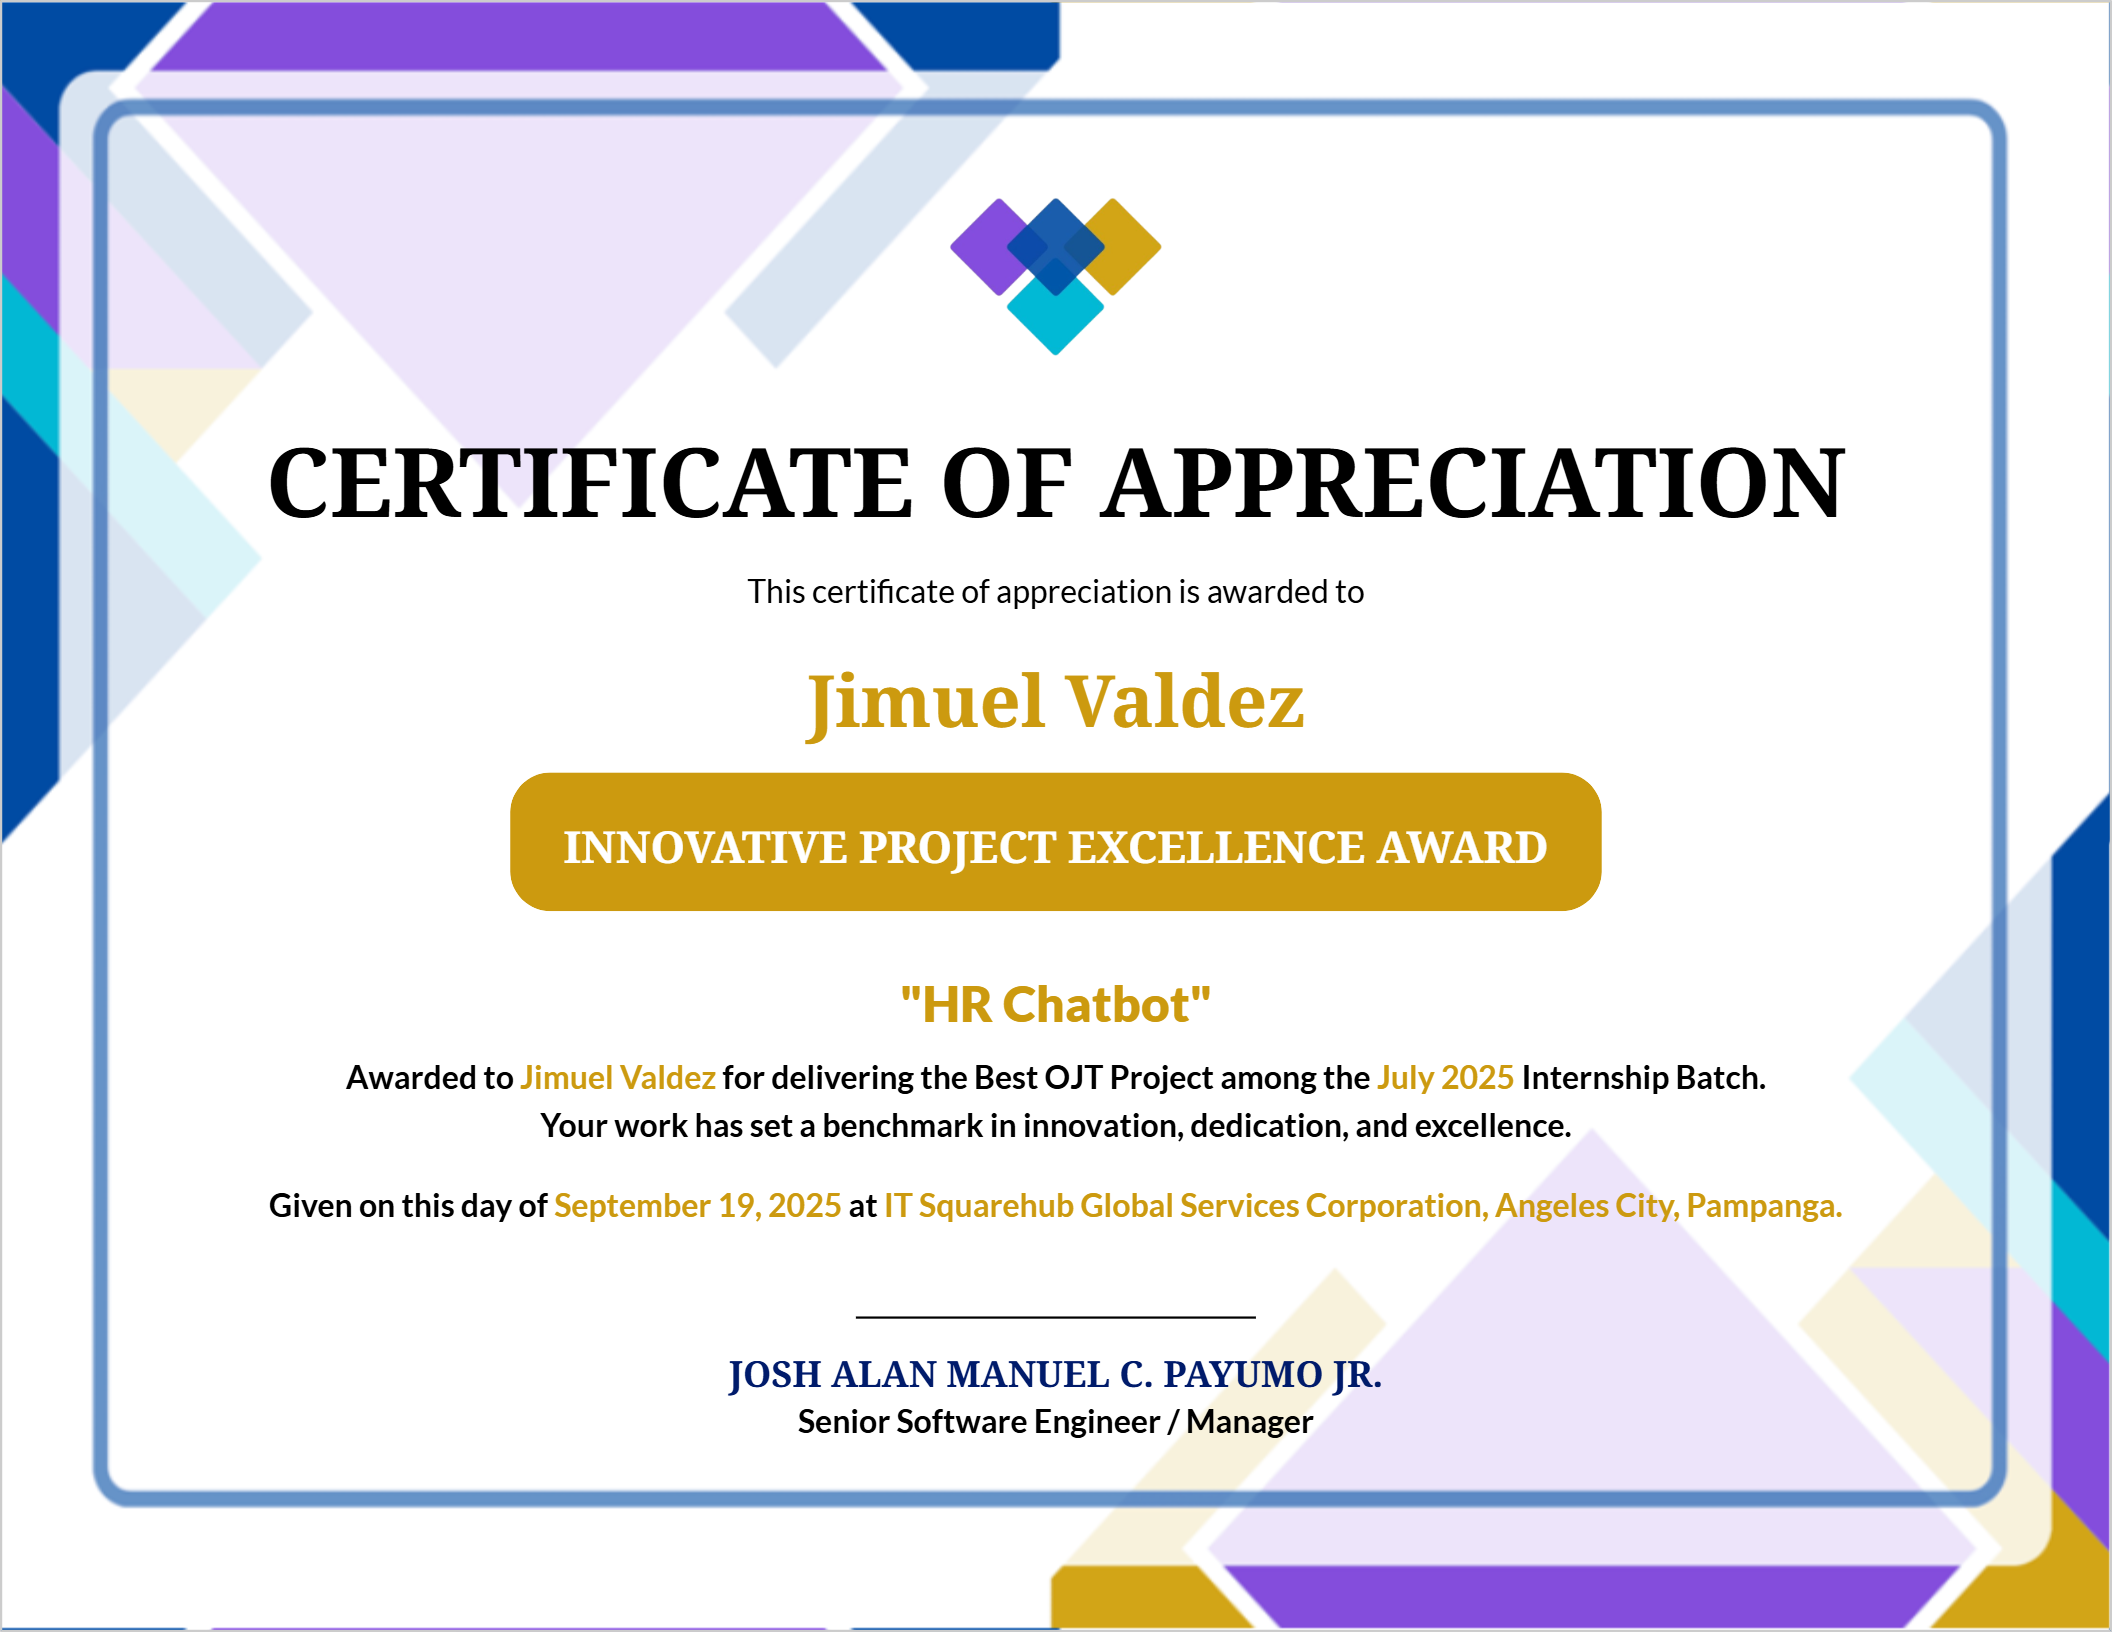 CERTIFICATE OF APPRECIATION
This certificate of appreciation is awarded to
Jimuel Valdez
INNOVATIVE PROJECT EXCELLENCE AWARD
"HR Chatbot"
Awarded to Jimuel Valdez for delivering the Best OJT Project among the July 2025 Internship Batch.
Your work has set a benchmark in innovation, dedication, and excellence.
Given on this day of September 19, 2025 at IT Squarehub Global Services Corporation, Angeles City, Pampanga.
JOSH ALAN MANUEL C. PAYUMO JR.
Senior Software Engineer / Manager